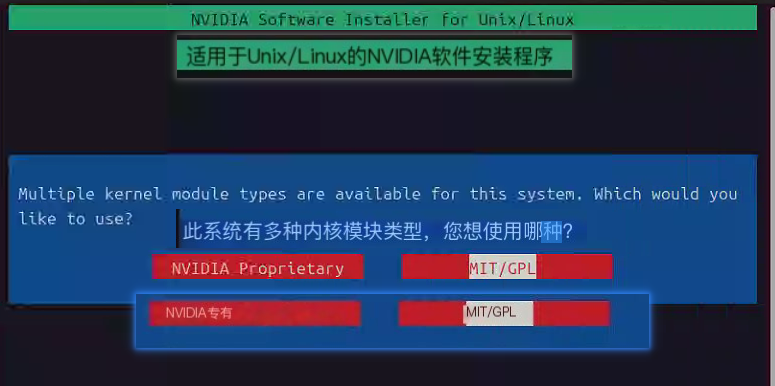 NVIDIA Software Installer for Unix/Linux
适用于Unix/Linux的NVIDIA软件安装程序
Multiple kernel module types are available for this system. Which would you
like to use?
此系统有多种内核模块类型，您想使用哪种？
NVIDIA Proprietary MIT/GPL
NVIDIA专有 MIT/GPL